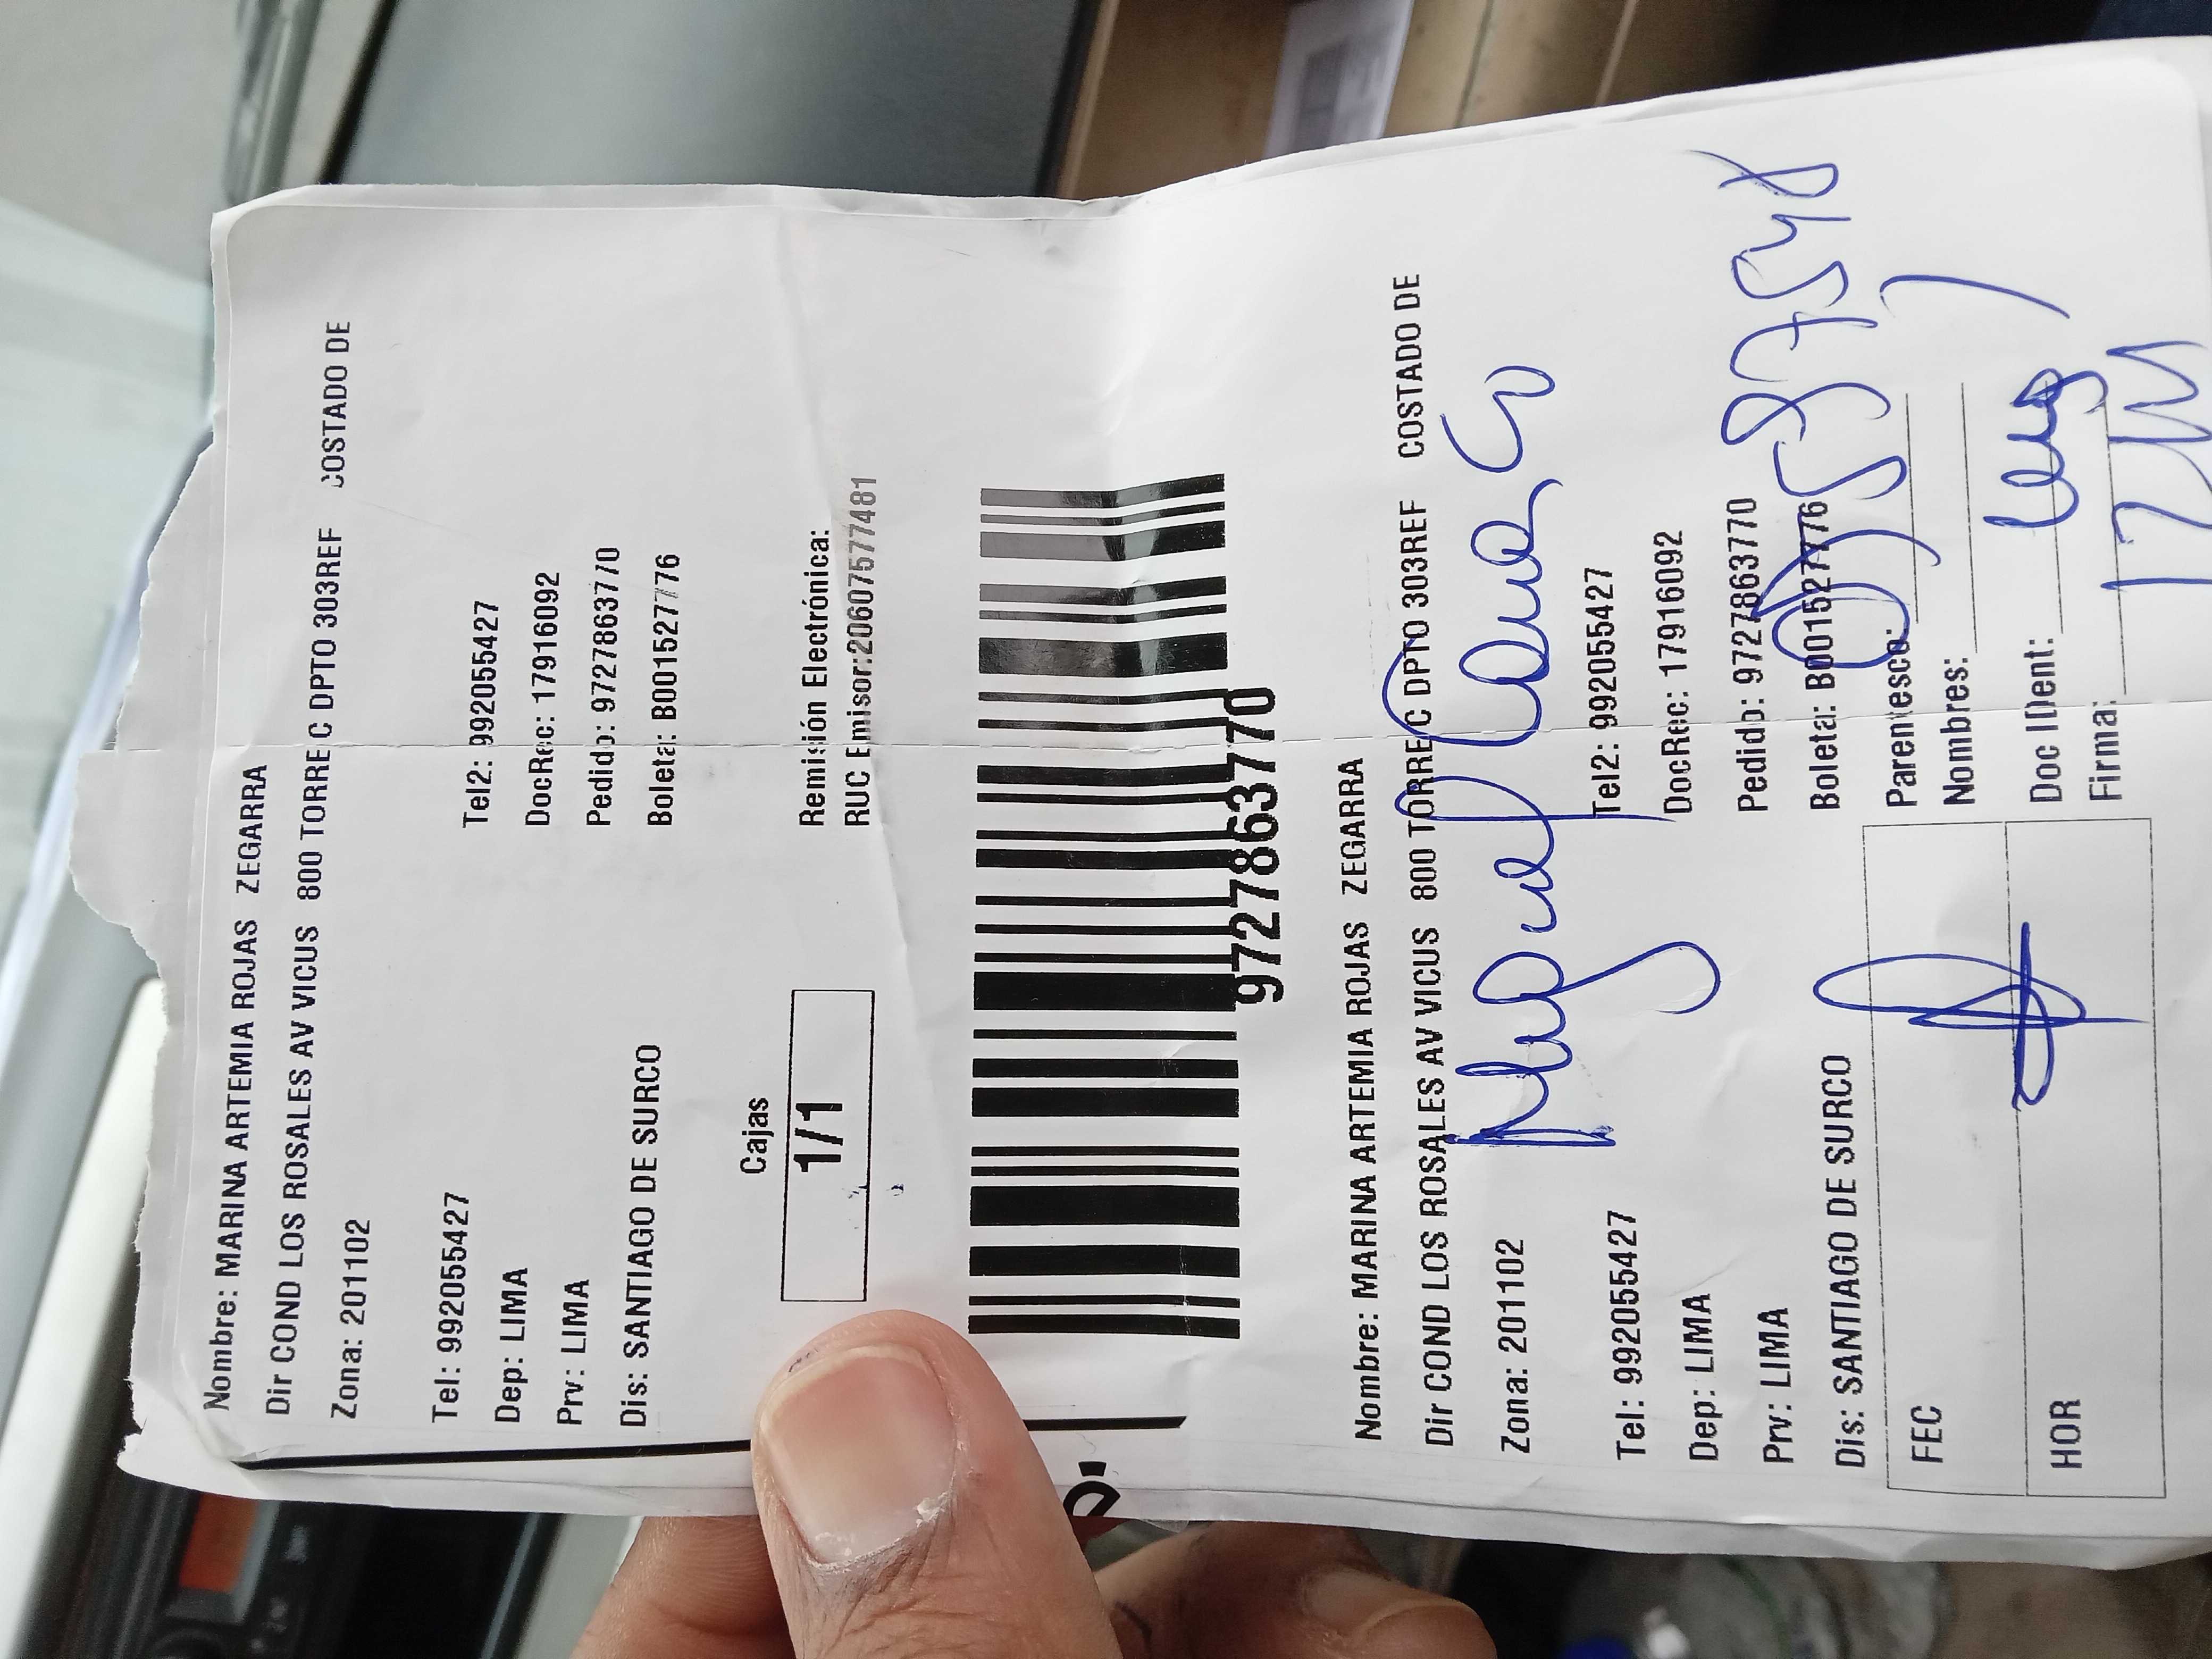 Nombre: MARINA ARTEMIA ROJAS ZEGARRA
Dir COND LOS ROSALES AV VICUS 800 TORRE C DPTO 303REF COSTADO DE
Zona: 201102
Tel: 992055427 Tel2: 992055427
Dep: LIMA DocRec: 17916092
Prv: LIMA Pedido: 97278637​70
Dis: SANTIAGO DE SURCO Boleta: B001527776
Cajas
1/1
Remisión Electrónica:
RUC Emisor:20607577481
9727863770
Nombre: MARINA ARTEMIA ROJAS ZEGARRA
Dir COND LOS ROSALES AV VICUS 800 TORRE C DPTO 303REF COSTADO DE
Zona: 201102
Tel: 992055427 Tel2: 992055427
Dep: LIMA DocRec: 17916092
Prv: LIMA Pedido: 9727863770
Dis: SANTIAGO DE SURCO Boleta: B001527776
FEC
HOR
Parentesco:
Nombres:
Doc IDent:
Firma: